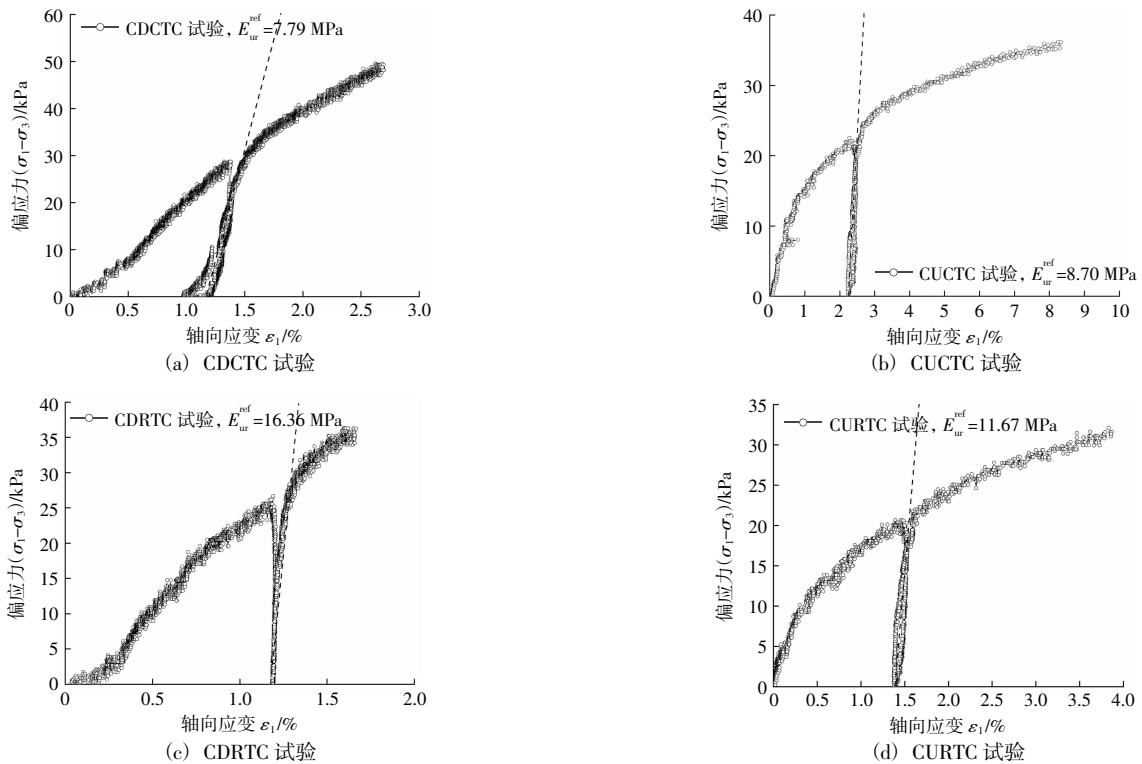 60
50
40
30
20
10
0
偏应力(σ₁–σ₃)/kPa
CDCTC 试验, E_ur^ref=7.79 MPa
0.5 1.0 1.5 2.0 2.5 3.0
轴向应变 ε₁/%
(a) CDCTC 试验
40
30
20
10
0
偏应力(σ₁–σ₃)/kPa
CUCTC 试验, E_ur^ref=8.70 MPa
0 1 2 3 4 5 6 7 8 9 10
轴向应变 ε₁/%
(b) CUCTC 试验
40
35
30
25
20
15
10
5
0
偏应力(σ₁–σ₃)/kPa
CDRTC 试验, E_ur^ref=16.36 MPa
0.5 1.0 1.5 2.0
轴向应变 ε₁/%
(c) CDRTC 试验
35
30
25
20
15
10
5
0
偏应力(σ₁–σ₃)/kPa
CURTC 试验, E_ur^ref=11.67 MPa
0 0.5 1.0 1.5 2.0 2.5 3.0 3.5 4.0
轴向应变 ε₁/%
(d) CURTC 试验